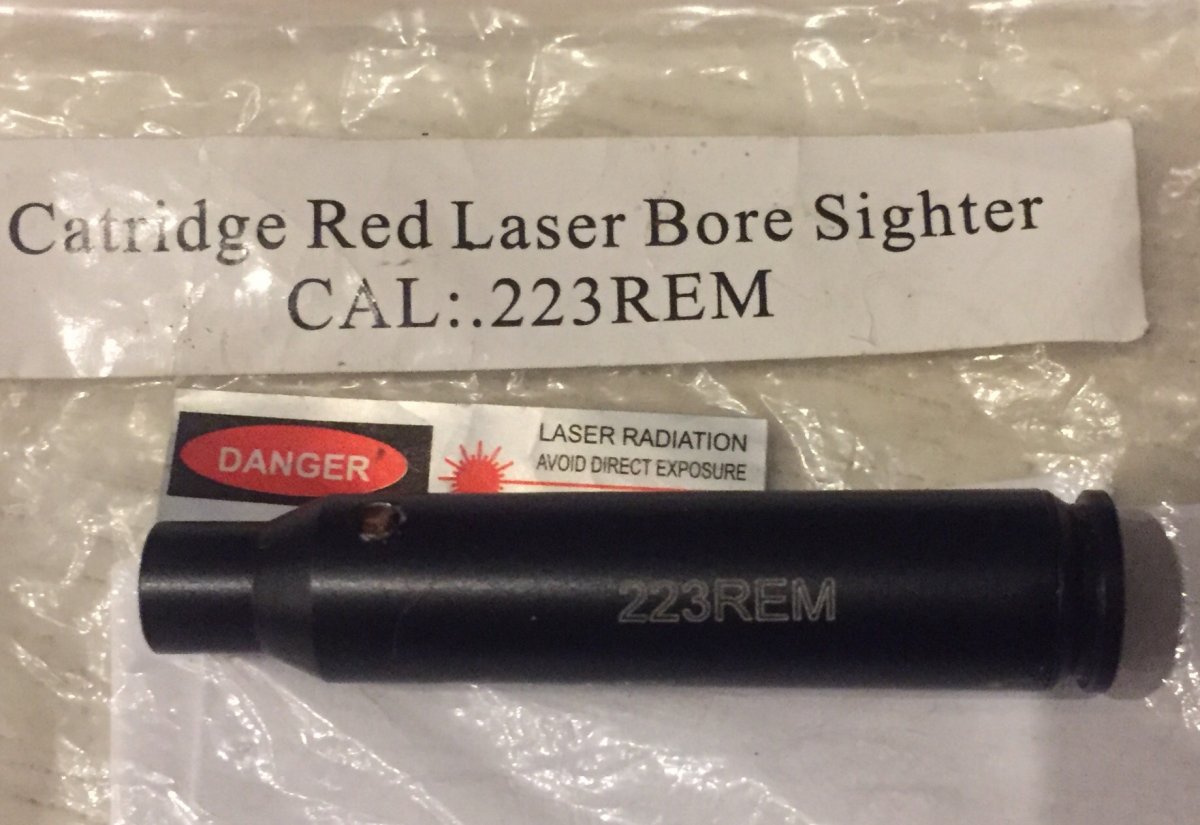 Catridge Red Laser Bore Sighter
CAL:.223REM
DANGER
LASER RADIATION
AVOID DIRECT EXPOSURE
223REM